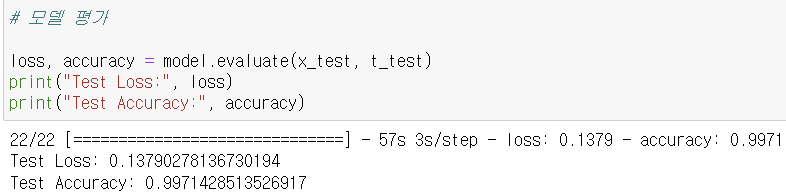 # 모델 평가
loss, accuracy = model.evaluate(x_test, t_test)
print("Test Loss:", loss)
print("Test Accuracy:", accuracy)
22/22 [==============================] - 57s 3s/step - loss: 0.1379 - accuracy: 0.9971
Test Loss: 0.13790278136730194
Test Accuracy: 0.9971428513526917